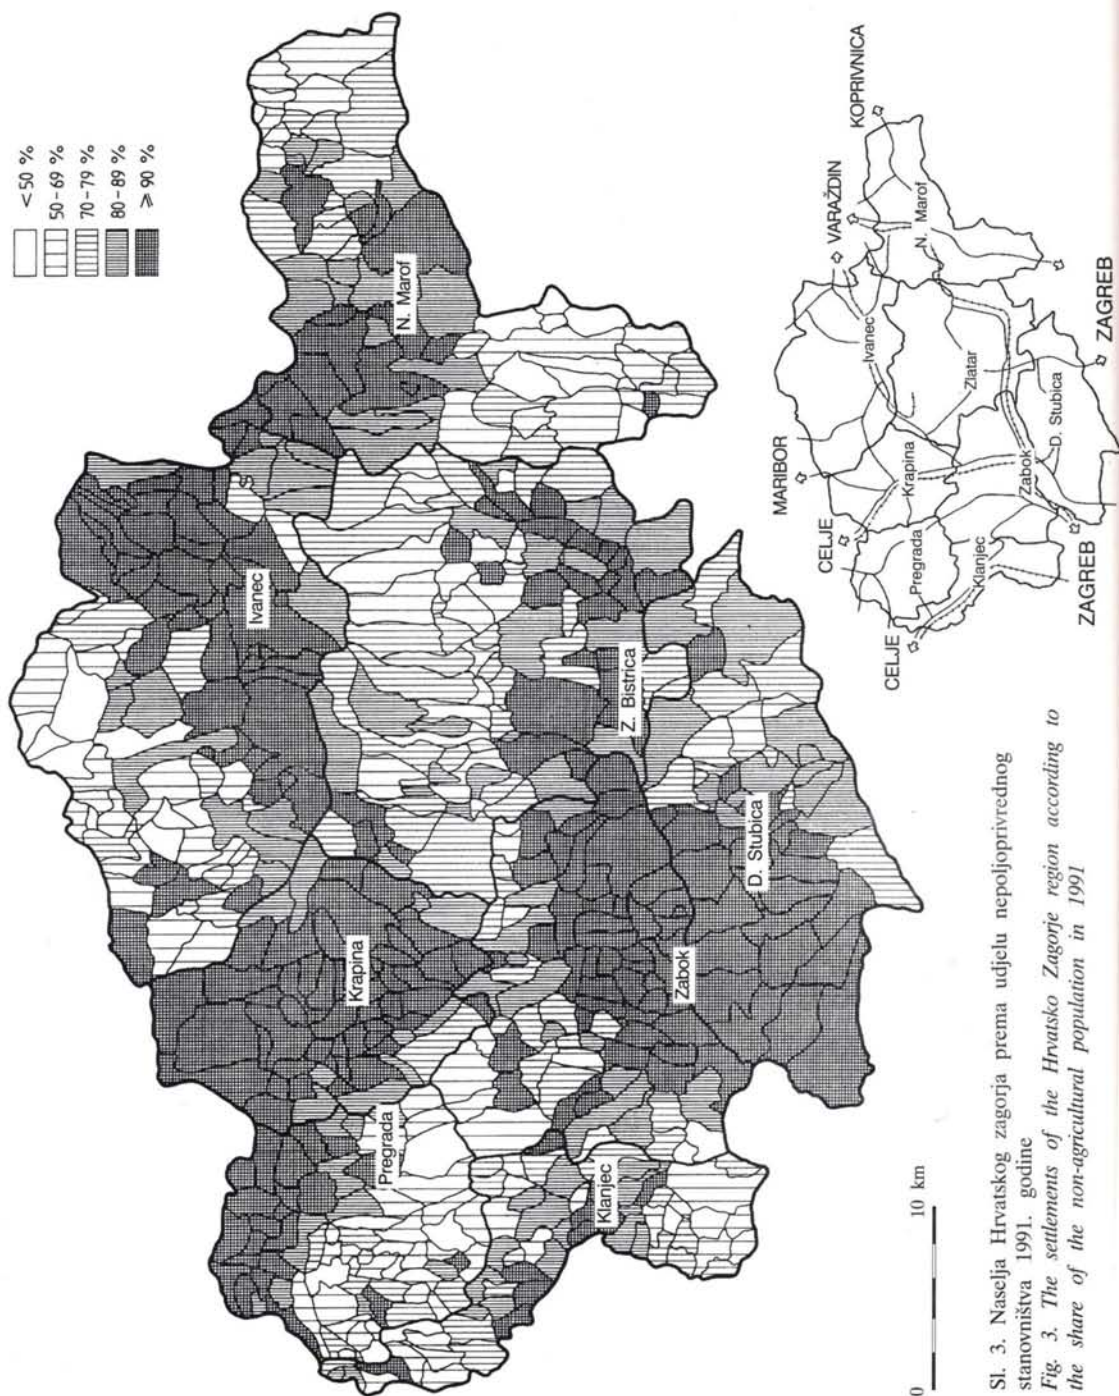 < 50 %
50 - 69 %
70 - 79 %
80 - 89 %
⩾ 90 %
N. Marof
Ivanec
Z. Bistrica
Krapina
D. Stubica
Zabok
Pregrada
Klanjec
KOPRIVNICA
VARAŽDIN
N. Marof
MARIBOR
Ivanec
Zlatar
CELJE
Krapina
D. Stubica
ZAGREB
Pregrada
Zabok
Klanjec
CELJE
ZAGREB
0 10 km
Sl. 3. Naselja Hrvatskog zagorja prema udjelu nepoljoprivrednog
stanovništva 1991. godine
Fig. 3. The settlements of the Hrvatsko Zagorje region according to
the share of the non-agricultural population in 1991